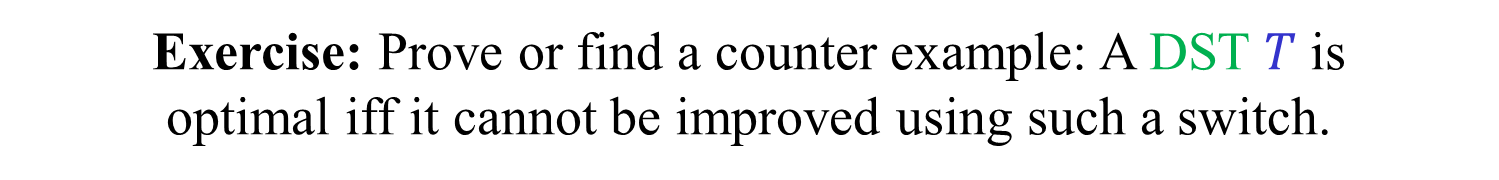 Exercise: Prove or find a counter example: A DST T is
optimal iff it cannot be improved using such a switch.